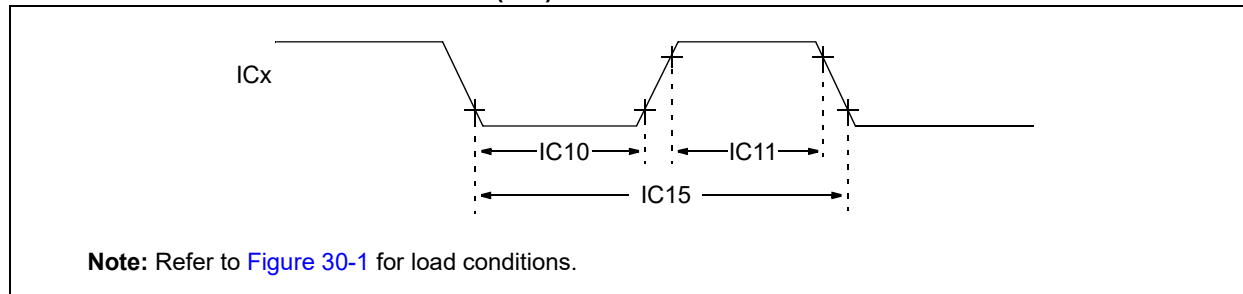 ICx
IC10
IC11
IC15
Note: Refer to Figure 30-1 for load conditions.